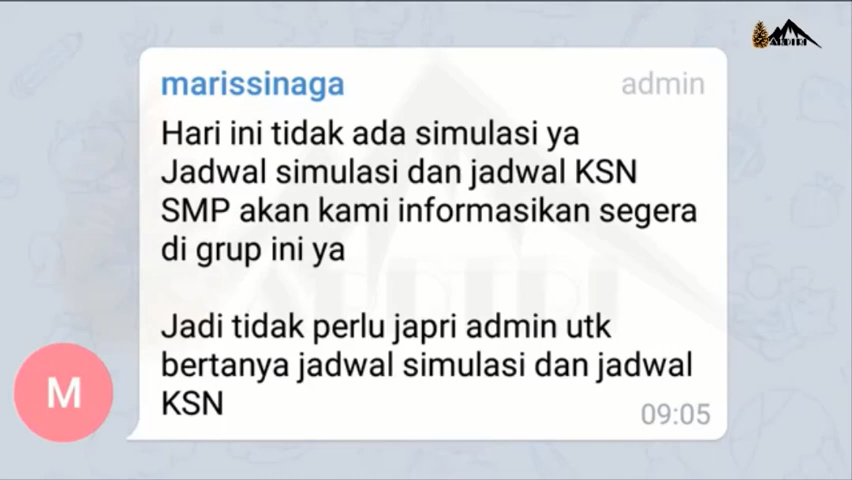 marissinaga admin
Hari ini tidak ada simulasi ya
Jadwal simulasi dan jadwal KSN
SMP akan kami informasikan segera
di grup ini ya
Jadi tidak perlu japri admin utk
bertanya jadwal simulasi dan jadwal
KSN
09:05
M